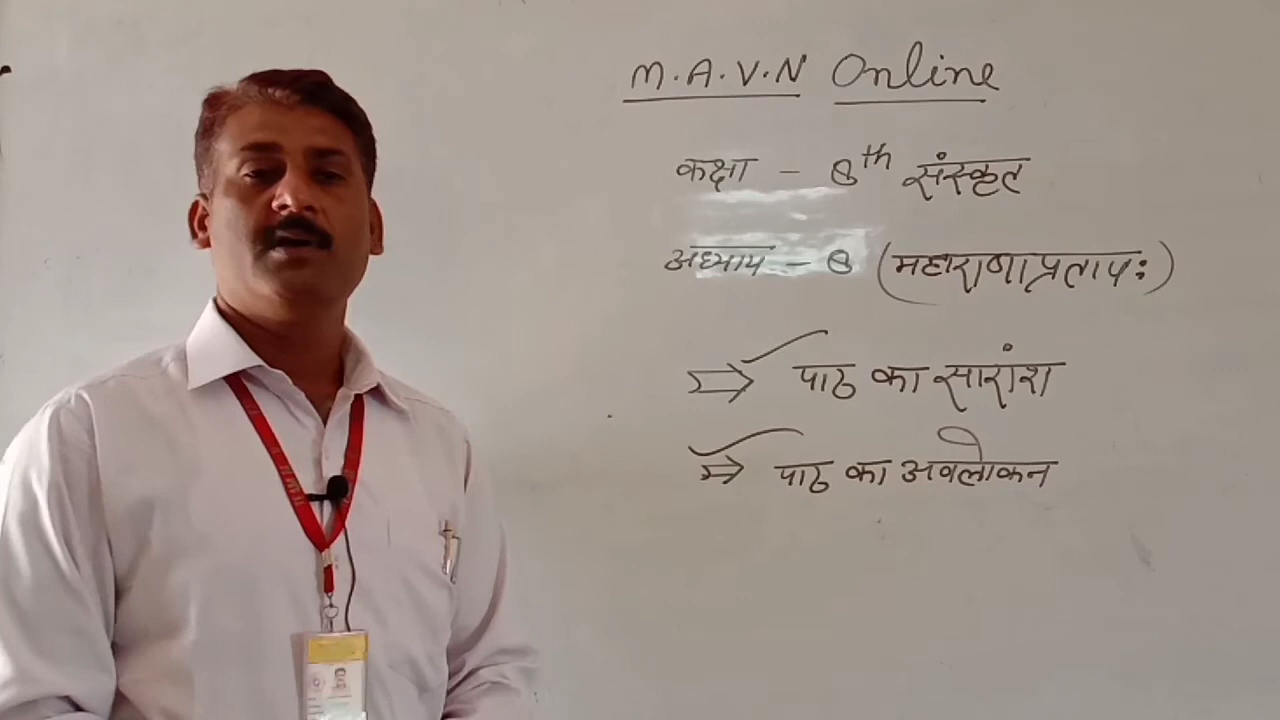 M.A.V.N Online
कक्षा - 8th संस्कृत
अध्याय - 8 (महाराणाप्रतापः)
⇒ पाठ का सारांश
⇒ पाठ का अवलोकन